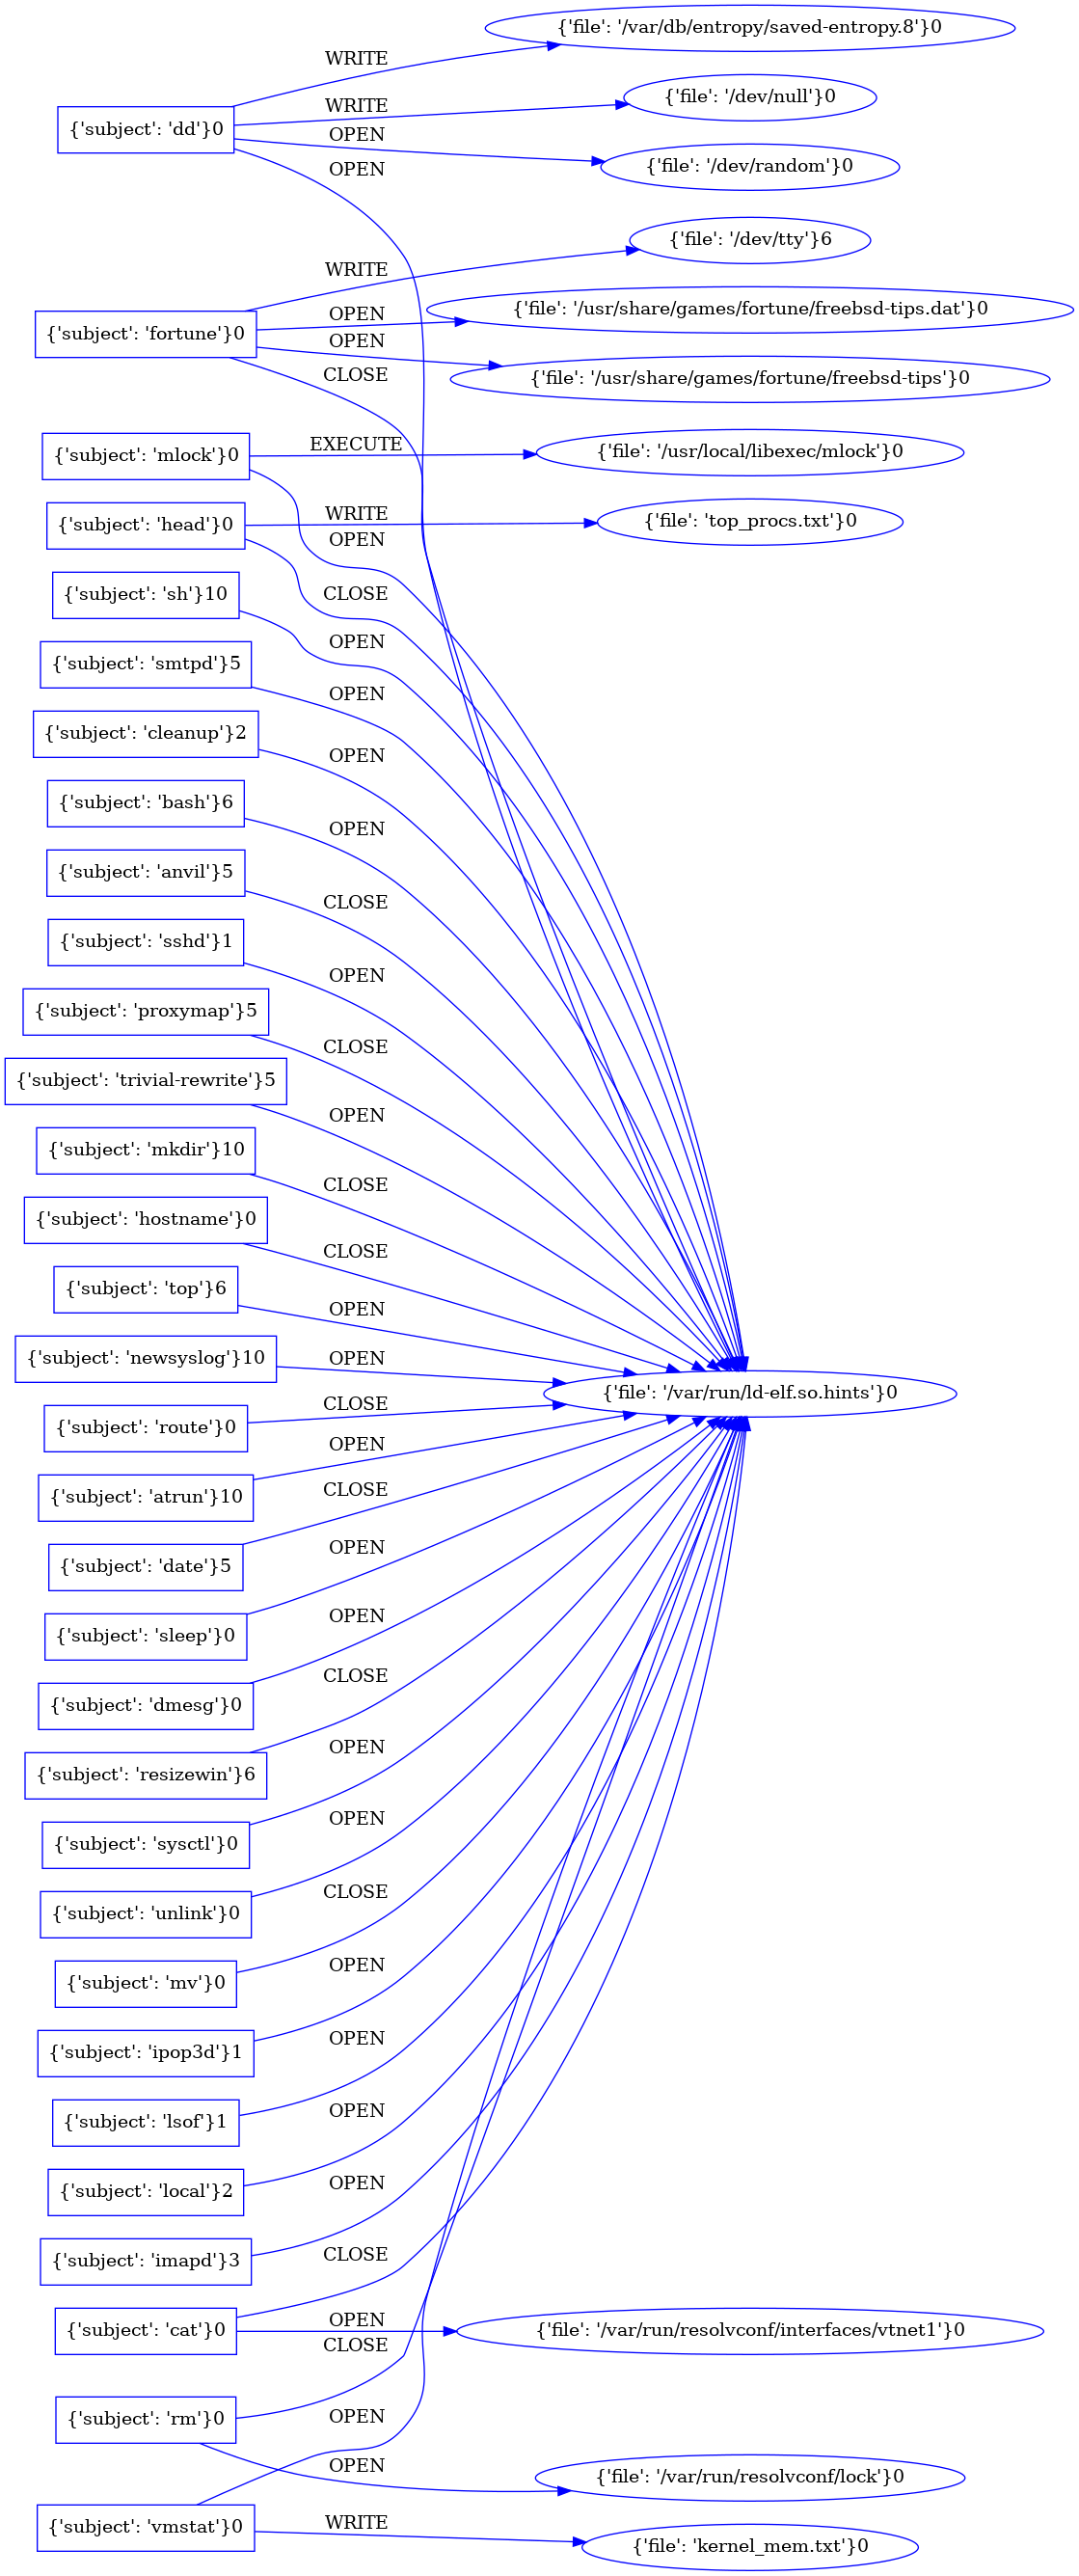 {'file': '/var/db/entropy/saved-entropy.8'}0
WRITE
{'file': '/dev/null'}0
WRITE
{'subject': 'dd'}0
OPEN
{'file': '/dev/random'}0
OPEN
{'file': '/dev/tty'}6
WRITE
{'file': '/usr/share/games/fortune/freebsd-tips.dat'}0
OPEN
{'subject': 'fortune'}0
OPEN
{'file': '/usr/share/games/fortune/freebsd-tips'}0
CLOSE
EXECUTE
{'file': '/usr/local/libexec/mlock'}0
{'subject': 'mlock'}0
WRITE
{'file': 'top_procs.txt'}0
{'subject': 'head'}0
OPEN
CLOSE
{'subject': 'sh'}10
OPEN
{'subject': 'smtpd'}5
OPEN
{'subject': 'cleanup'}2
OPEN
{'subject': 'bash'}6
OPEN
{'subject': 'anvil'}5
CLOSE
{'subject': 'sshd'}1
OPEN
{'subject': 'proxymap'}5
CLOSE
{'subject': 'trivial-rewrite'}5
OPEN
{'subject': 'mkdir'}10
CLOSE
{'subject': 'hostname'}0
CLOSE
{'subject': 'top'}6
OPEN
{'subject': 'newsyslog'}10
OPEN
{'file': '/var/run/ld-elf.so.hints'}0
CLOSE
{'subject': 'route'}0
OPEN
{'subject': 'atrun'}10
CLOSE
{'subject': 'date'}5
OPEN
{'subject': 'sleep'}0
OPEN
{'subject': 'dmesg'}0
CLOSE
{'subject': 'resizewin'}6
OPEN
{'subject': 'sysctl'}0
OPEN
{'subject': 'unlink'}0
CLOSE
{'subject': 'mv'}0
OPEN
{'subject': 'ipop3d'}1
OPEN
{'subject': 'lsof'}1
OPEN
{'subject': 'local'}2
OPEN
{'subject': 'imapd'}3
CLOSE
{'subject': 'cat'}0
OPEN
{'file': '/var/run/resolvconf/interfaces/vtnet1'}0
CLOSE
{'subject': 'rm'}0
OPEN
OPEN
{'file': '/var/run/resolvconf/lock'}0
{'subject': 'vmstat'}0
WRITE
{'file': 'kernel_mem.txt'}0